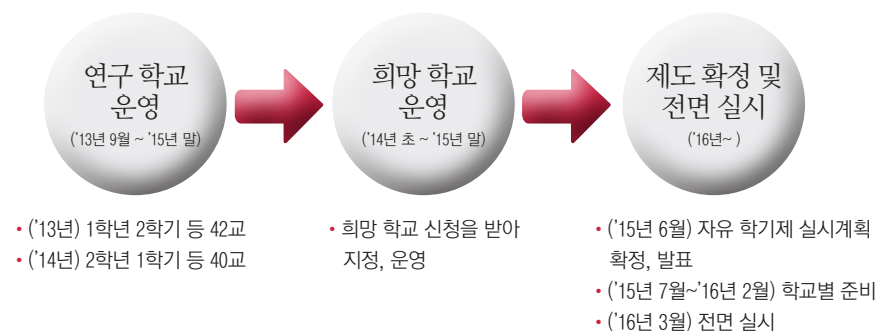 연구 학교
운영
('13년 9월 ~ '15년 말)
희망 학교
운영
('14년 초 ~ '15년 말)
제도 확정 및
전면 실시
('16년~ )
• ('13년) 1학년 2학기 등 42교
• ('14년) 2학년 1학기 등 40교
• 희망 학교 신청을 받아
지정, 운영
• ('15년 6월) 자유 학기제 실시계획
확정, 발표
• ('15년 7월~'16년 2월) 학교별 준비
• ('16년 3월) 전면 실시